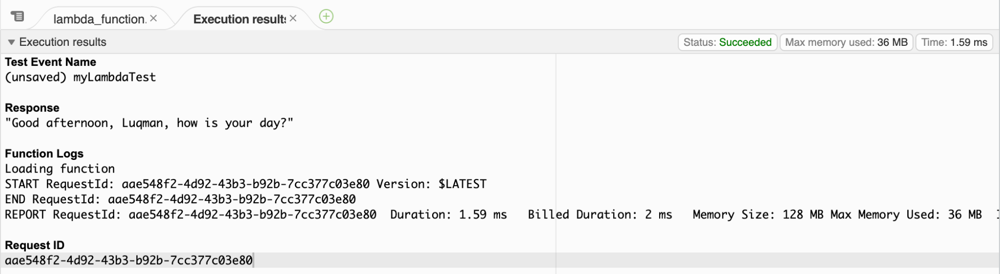 lambda_function.
Execution results
Execution results
Status: Succeeded
Max memory used: 36 MB
Time: 1.59 ms
Test Event Name
(unsaved) myLambdaTest
Response
"Good afternoon, Luqman, how is your day?"
Function Logs
Loading function
START RequestId: aae548f2-4d92-43b3-b92b-7cc377c03e80 Version: $LATEST
END RequestId: aae548f2-4d92-43b3-b92b-7cc377c03e80
REPORT RequestId: aae548f2-4d92-43b3-b92b-7cc377c03e80  Duration: 1.59 ms   Billed Duration: 2 ms   Memory Size: 128 MB Max Memory Used: 36 MB
Request ID
aae548f2-4d92-43b3-b92b-7cc377c03e80